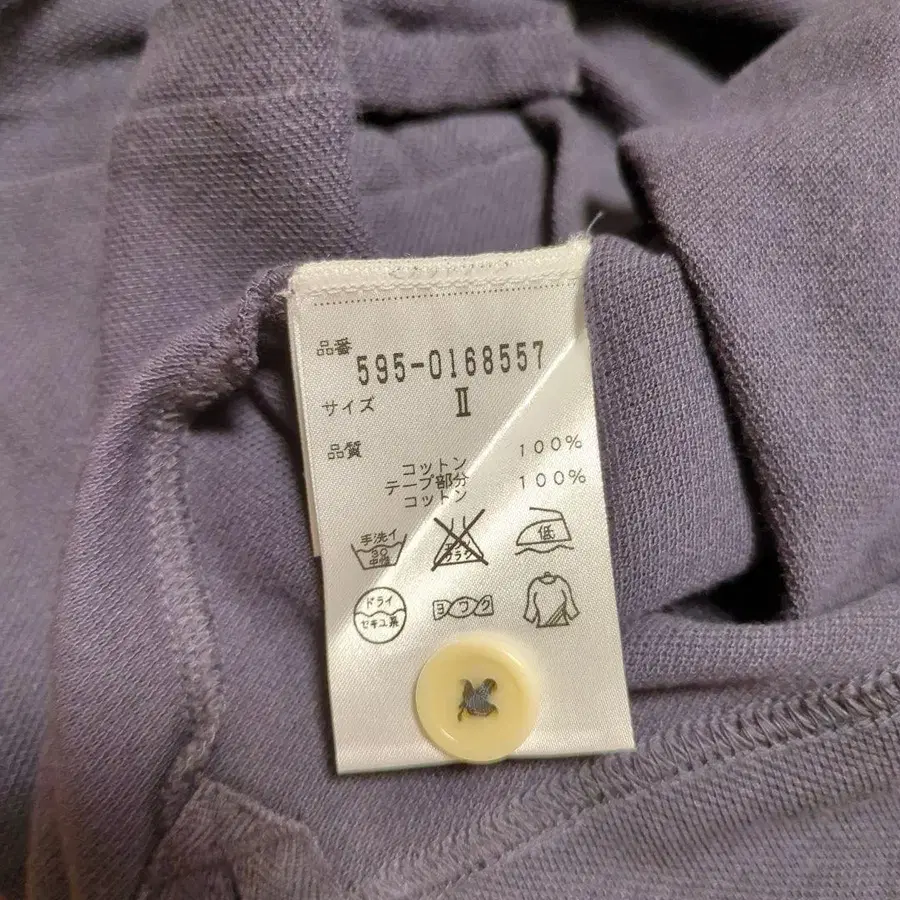 品番
595-0168557
サイズ Ⅱ
品質
コットン 100%
テープ部分
コットン 100%
手洗イ
30
中性
低
ドライ
セキユ系
ヨワク